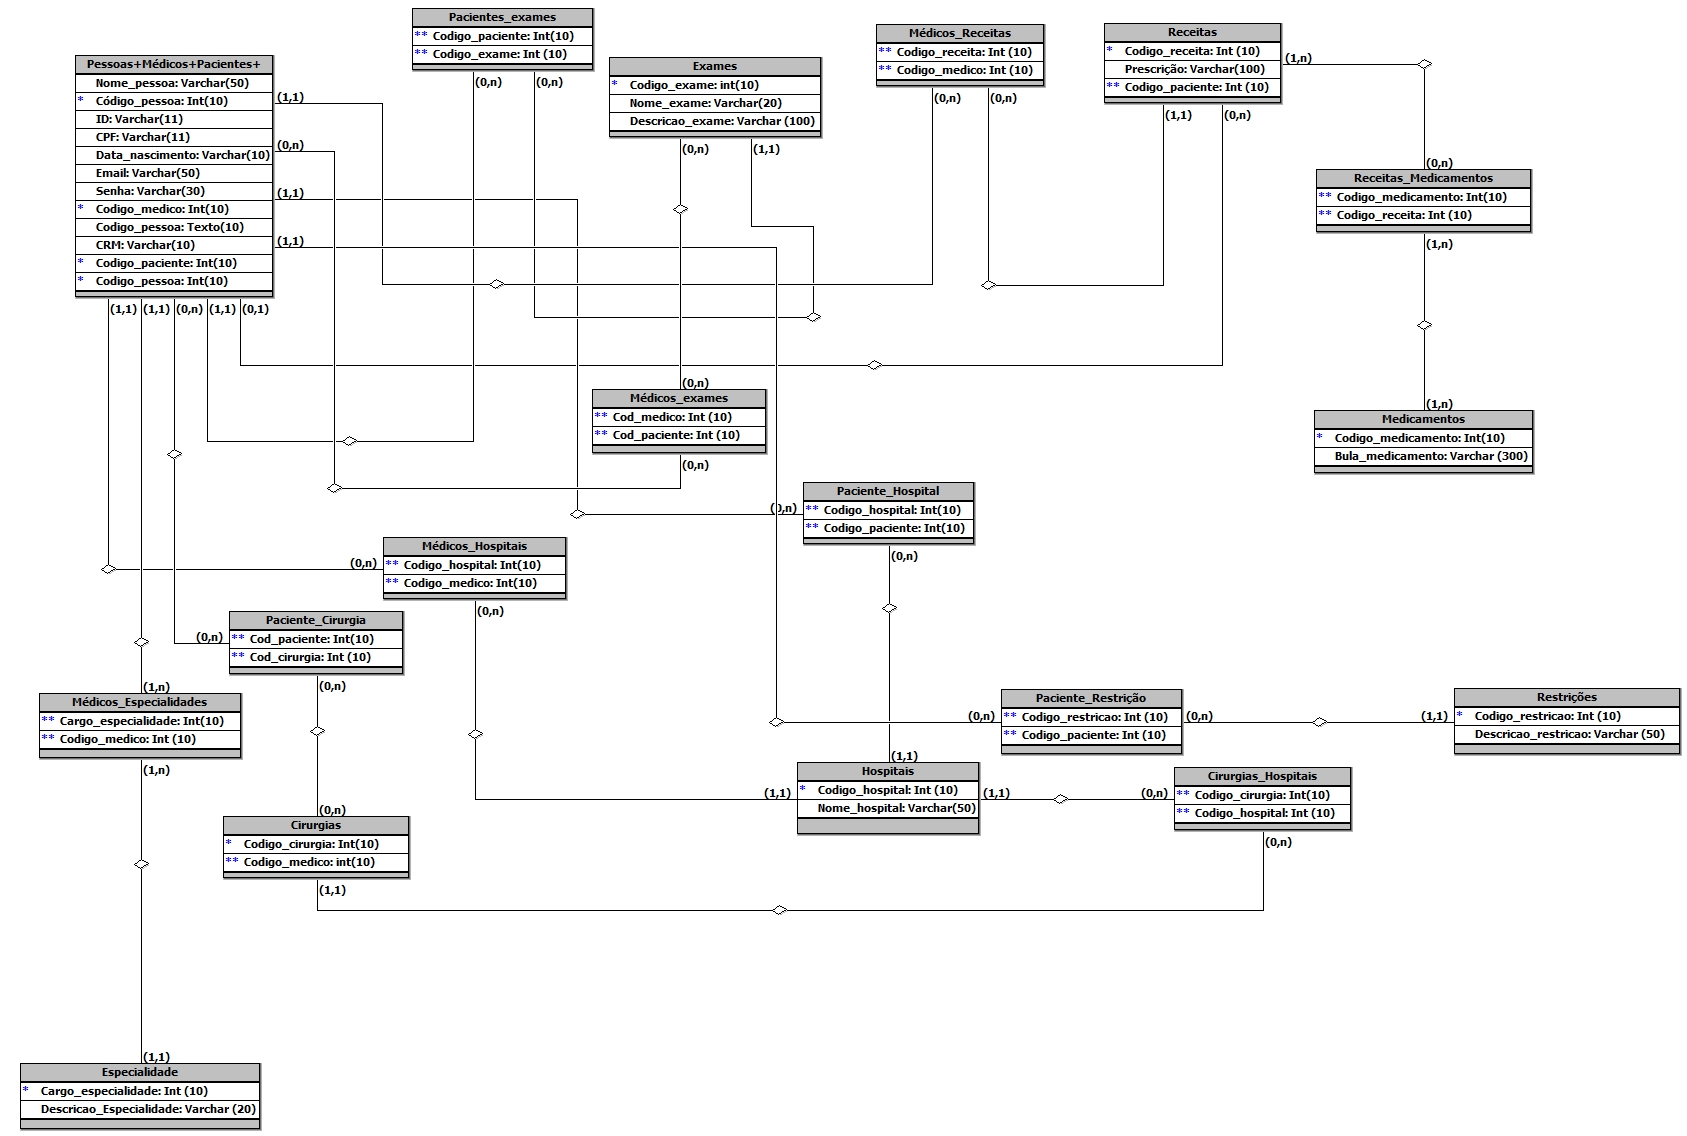 Pacientes_exames
** Codigo_paciente: Int(10)
** Codigo_exame: Int (10)
(0,n)
(0,n)
Médicos_Receitas
** Codigo_receita: Int (10)
** Codigo_medico: Int (10)
(0,n)
(0,n)
Receitas
* Codigo_receita: Int (10)
Prescrição: Varchar(100)
** Codigo_paciente: Int (10)
(1,n)
(1,1)
(0,n)
Pessoas+Médicos+Pacientes+
Nome_pessoa: Varchar(50)
* Código_pessoa: Int(10)
ID: Varchar(11)
CPF: Varchar(11)
Data_nascimento: Varchar(10)
Email: Varchar(50)
Senha: Varchar(30)
* Codigo_medico: Int(10)
Codigo_pessoa: Texto(10)
CRM: Varchar(10)
* Codigo_paciente: Int(10)
* Codigo_pessoa: Int(10)
(1,1)
(0,n)
(1,1)
(1,1)
(1,1)
(1,1)
(0,n)
(1,1)
(0,1)
Exames
* Codigo_exame: int(10)
Nome_exame: Varchar(20)
Descricao_exame: Varchar (100)
(0,n)
(1,1)
(0,n)
Receitas_Medicamentos
** Codigo_medicamento: Int(10)
** Codigo_receita: Int (10)
(1,n)
(1,n)
Medicamentos
* Codigo_medicamento: Int(10)
Bula_medicamento: Varchar (300)
(0,n)
Médicos_exames
** Cod_medico: Int (10)
** Cod_paciente: Int (10)
(0,n)
(0,n)
Paciente_Hospital
** Codigo_hospital: Int(10)
** Codigo_paciente: Int(10)
(0,n)
(0,n)
Médicos_Hospitais
** Codigo_hospital: Int(10)
** Codigo_medico: Int(10)
(0,n)
(0,n)
Paciente_Cirurgia
** Cod_paciente: Int(10)
** Cod_cirurgia: Int (10)
(0,n)
(1,n)
Médicos_Especialidades
** Cargo_especialidade: Int(10)
** Codigo_medico: Int (10)
(1,n)
(0,n)
Paciente_Restrição
** Codigo_restricao: Int (10)
** Codigo_paciente: Int (10)
(0,n)
(1,1)
Restrições
* Codigo_restricao: Int (10)
Descricao_restricao: Varchar (50)
(1,1)
(1,1)
Hospitais
* Codigo_hospital: Int (10)
Nome_hospital: Varchar(50)
(1,1)
(0,n)
Cirurgias_Hospitais
** Codigo_cirurgia: Int(10)
** Codigo_hospital: Int (10)
(0,n)
(0,n)
Cirurgias
* Codigo_cirurgia: Int(10)
** Codigo_medico: int(10)
(1,1)
(1,1)
Especialidade
* Cargo_especialidade: Int (10)
Descricao_Especialidade: Varchar (20)